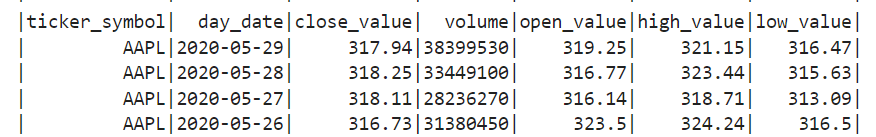 |ticker_symbol|  day_date|close_value|  volume|open_value|high_value|low_value|
|         AAPL|2020-05-29|     317.94|38399530|    319.25|    321.15|   316.47|
|         AAPL|2020-05-28|     318.25|33449100|    316.77|    323.44|   315.63|
|         AAPL|2020-05-27|     318.11|28236270|    316.14|    318.71|   313.09|
|         AAPL|2020-05-26|     316.73|31380450|     323.5|    324.24|    316.5|